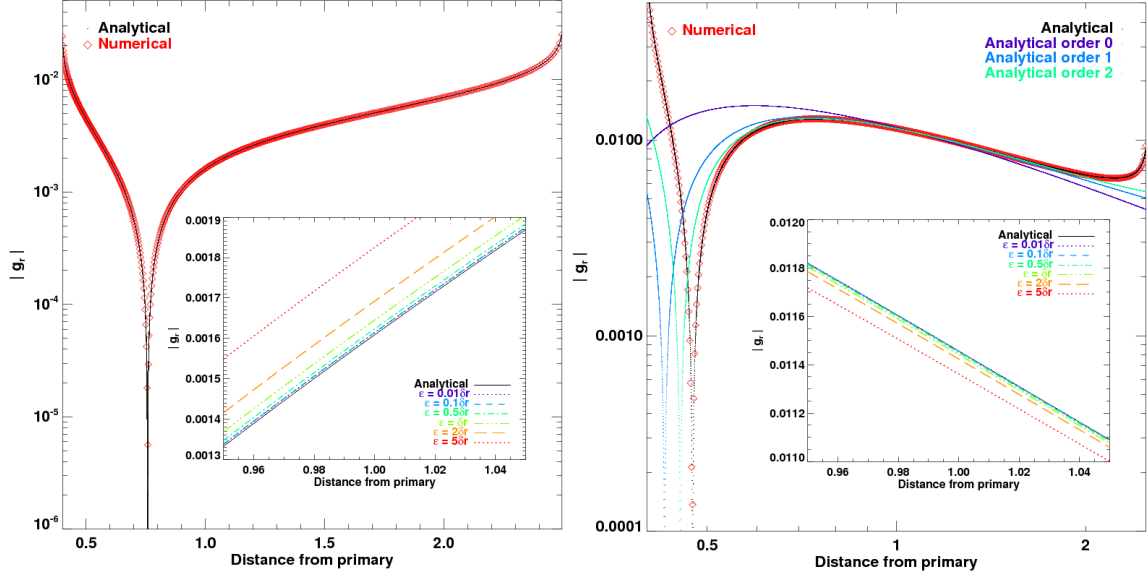 Analytical
Numerical
10^-2
10^-3
10^-4
10^-5
10^-6
| g_r |
0.5 1.0 1.5 2.0
Distance from primary
0.0019
0.0018
0.0017
0.0016
0.0015
0.0014
0.0013
| g_r |
0.96 0.98 1.00 1.02 1.04
Distance from primary
Analytical
ε = 0.01δr
ε = 0.1δr
ε = 0.5δr
ε = δr
ε = 2δr
ε = 5δr
Numerical
Analytical
Analytical order 0
Analytical order 1
Analytical order 2
0.0100
0.0010
0.0001
| g_r |
0.5 1 2
Distance from primary
0.0120
0.0118
0.0116
0.0114
0.0112
0.0110
| g_r |
0.96 0.98 1.00 1.02 1.04
Distance from primary
Analytical
ε = 0.01δr
ε = 0.1δr
ε = 0.5δr
ε = δr
ε = 2δr
ε = 5δr